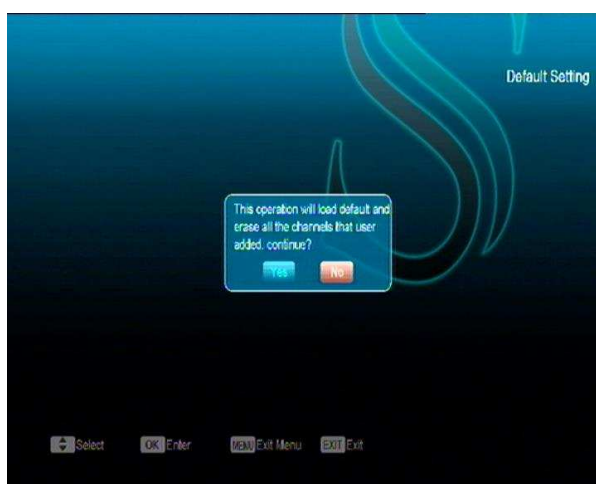 Default Setting
This operation will load default and
erase all the channels that user
added, continue?
Yes No
Select OK Enter MENU Exit Menu EXIT Exit